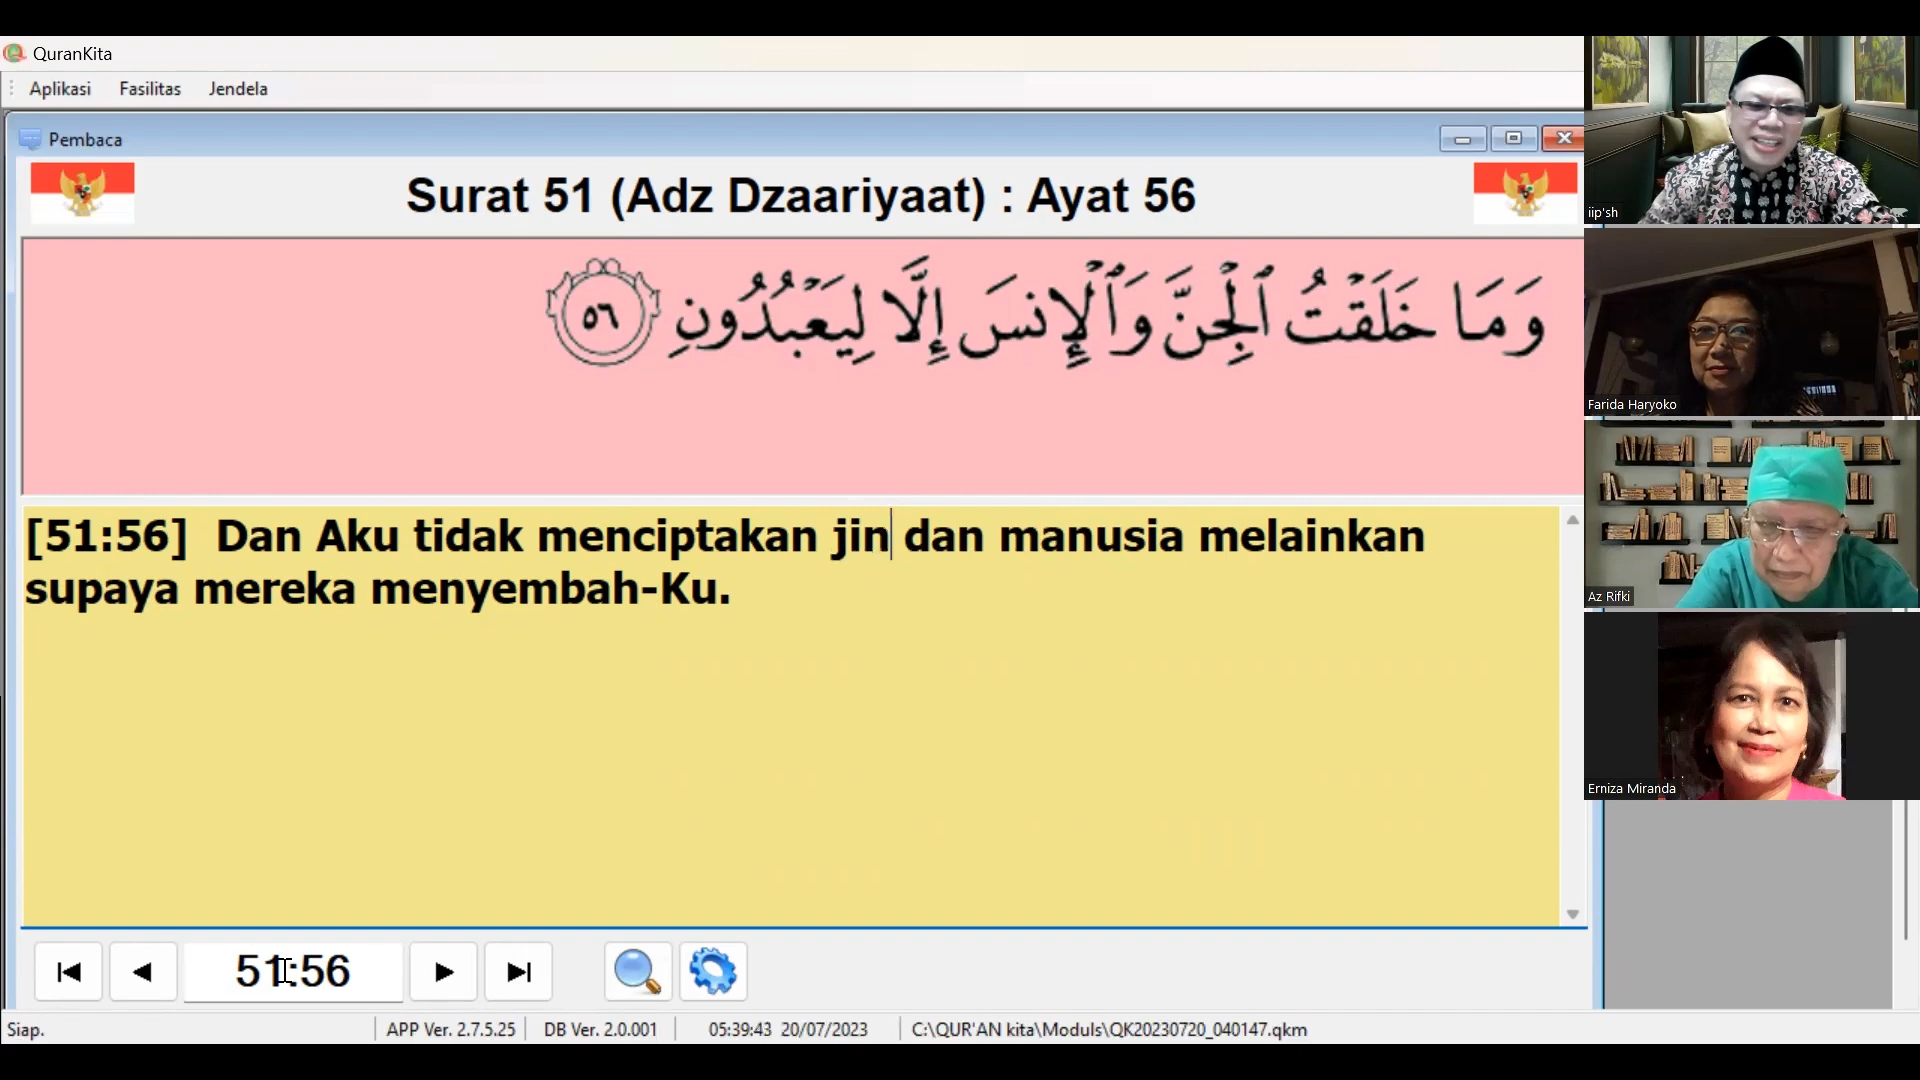 QuranKita
Aplikasi Fasilitas Jendela
Pembaca
Surat 51 (Adz Dzaariyaat) : Ayat 56
وَمَا خَلَقْتُ ٱلْجِنَّ وَٱلْإِنسَ إِلَّا لِيَعْبُدُونِ ٥٦
[51:56] Dan Aku tidak menciptakan jin dan manusia melainkan
supaya mereka menyembah-Ku.
51:56
Siap. APP Ver. 2.7.5.25 DB Ver. 2.0.001 05:39:43 20/07/2023 C:\QUR'AN kita\Moduls\QK20230720_040147.qkm
iip'sh
Farida Haryoko
Az Rifki
Erniza Miranda